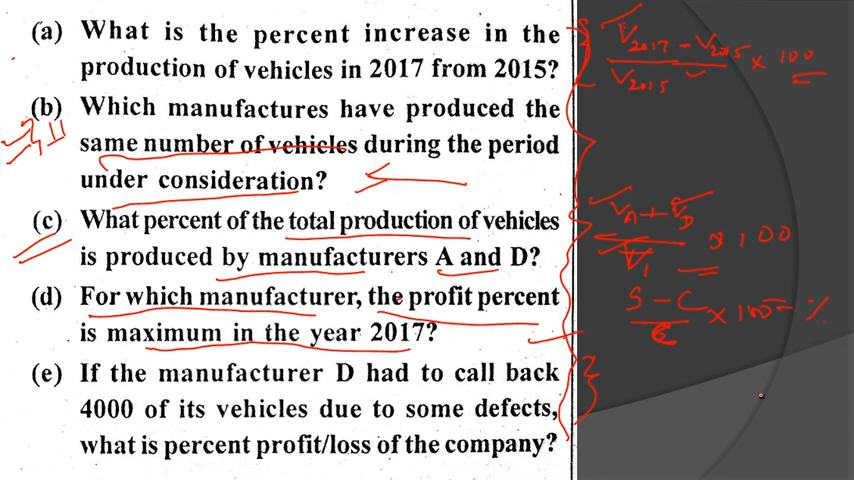 (a) What is the percent increase in the
production of vehicles in 2017 from 2015?
(b) Which manufactures have produced the
same number of vehicles during the period
under consideration?
(c) What percent of the total production of vehicles
is produced by manufacturers A and D?
(d) For which manufacturer, the profit percent
is maximum in the year 2017?
(e) If the manufacturer D had to call back
4000 of its vehicles due to some defects,
what is percent profit/loss of the company?
V2017 - V2015
V2015
× 100
VA + VD
× 100
S - C
× 100 %